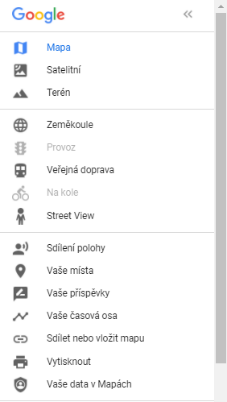 Google
Mapa
Satelitní
Terén
Zeměkoule
Provoz
Veřejná doprava
Na kole
Street View
Sdílení polohy
Vaše místa
Vaše příspěvky
Vaše časová osa
Sdílet nebo vložit mapu
Vytisknout
Vaše data v Mapách